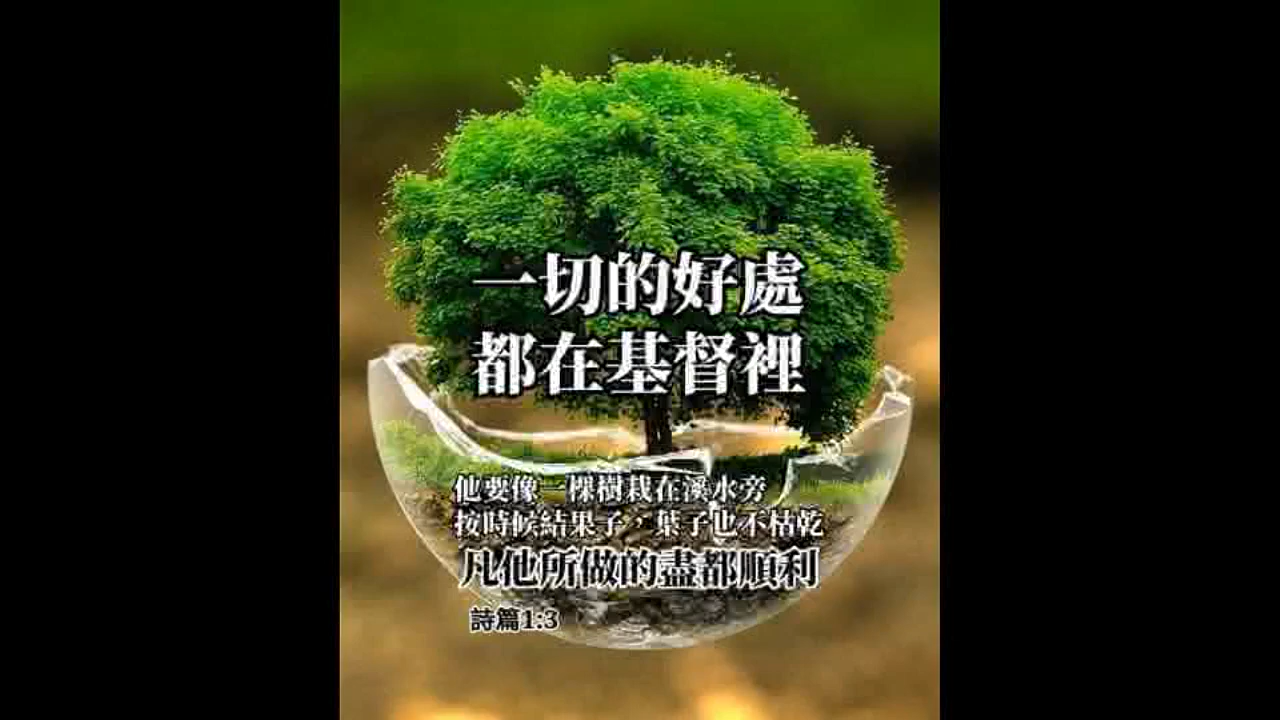 一切的好處
都在基督裡
他要像一棵樹栽在溪水旁
按時候結果子，葉子也不枯乾
凡他所做的盡都順利
詩篇1:3